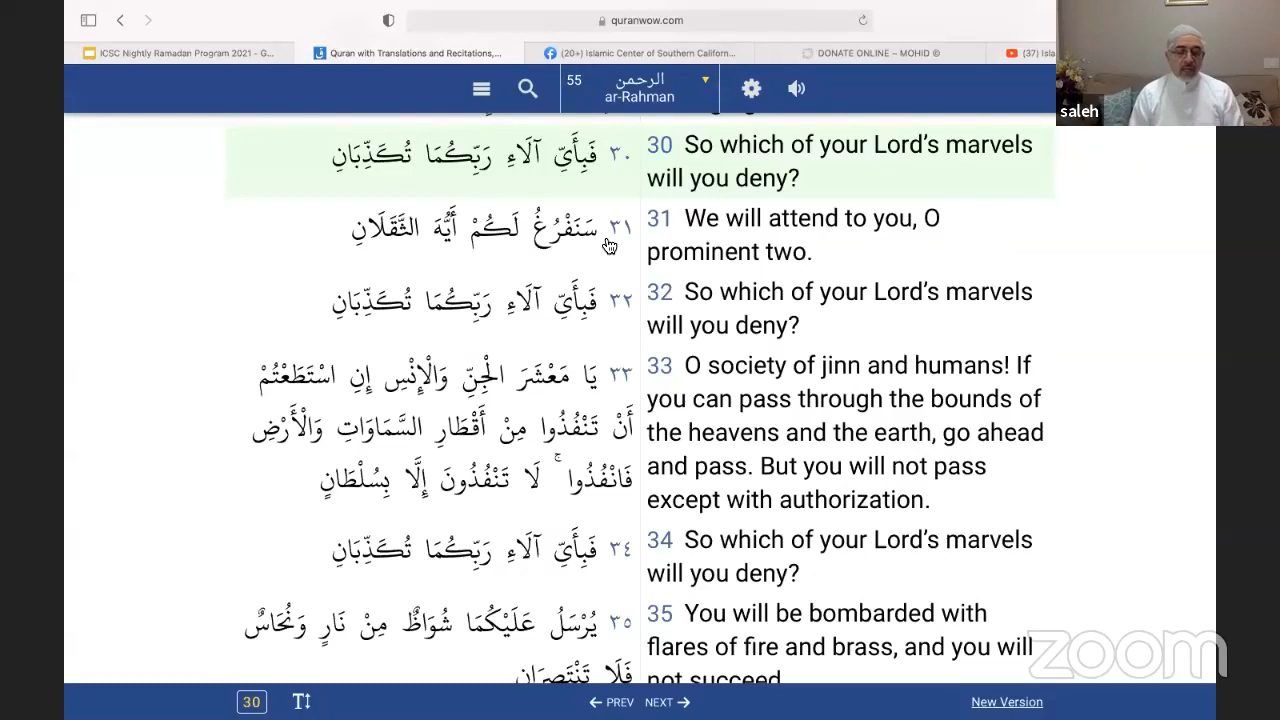 quranwow.com
ICSC Nightly Ramadan Program 2021 - G...
Quran with Translations and Recitations,...
(20+) Islamic Center of Southern Californ...
DONATE ONLINE – MOHID ®
(37) Isla
saleh
55
الرحمن
ar-Rahman
٣٠ فَبِأَيِّ آلَاءِ رَبِّكُمَا تُكَذِّبَانِ
30 So which of your Lord’s marvels
will you deny?
٣١ سَنَفْرُغُ لَكُمْ أَيُّهَ الثَّقَلَانِ
31 We will attend to you, O
prominent two.
٣٢ فَبِأَيِّ آلَاءِ رَبِّكُمَا تُكَذِّبَانِ
32 So which of your Lord’s marvels
will you deny?
٣٣ يَا مَعْشَرَ الْجِنِّ وَالْإِنْسِ إِنِ اسْتَطَعْتُمْ
أَنْ تَنْفُذُوا مِنْ أَقْطَارِ السَّمَاوَاتِ وَالْأَرْضِ
فَانْفُذُوا ۚ لَا تَنْفُذُونَ إِلَّا بِسُلْطَانٍ
33 O society of jinn and humans! If
you can pass through the bounds of
the heavens and the earth, go ahead
and pass. But you will not pass
except with authorization.
٣٤ فَبِأَيِّ آلَاءِ رَبِّكُمَا تُكَذِّبَانِ
34 So which of your Lord’s marvels
will you deny?
٣٥ يُرْسَلُ عَلَيْكُمَا شُوَاظٌ مِنْ نَارٍ وَنُحَاسٌ
فَلَا تَنْتَصِرَانِ
35 You will be bombarded with
flares of fire and brass, and you will
not succeed
zoom
30
PREV NEXT
New Version